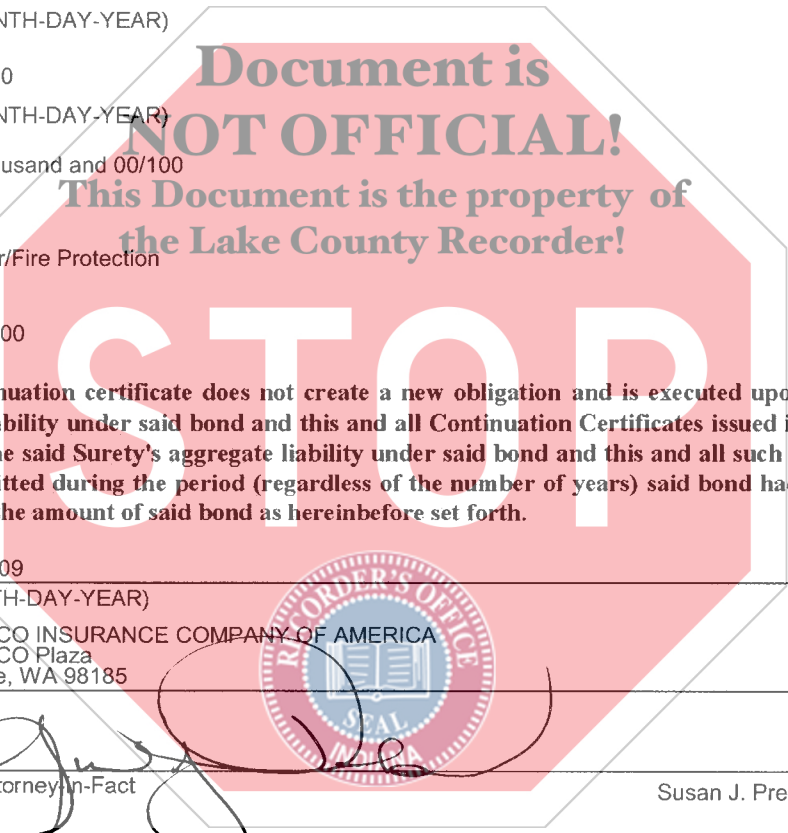 NTH-DAY-YEAR)
Document is
0
NTH-DAY-YEAR)
NOT OFFICIAL!
usand and 00/100
This Document is the property of
the Lake County Recorder!
r/Fire Protection
00
STOP
nuation certificate does not create a new obligation and is executed upo
bility under said bond and this and all Continuation Certificates issued i
he said Surety's aggregate liability under said bond and this and all such
itted during the period (regardless of the number of years) said bond ha
the amount of said bond as hereinbefore set forth.
09
TH-DAY-YEAR)
RECORDER'S OFFICE
CO INSURANCE COMPANY OF AMERICA
CO Plaza
e, WA 98185
SEAL
INDIANA
torney-in-Fact
Susan J. Pre